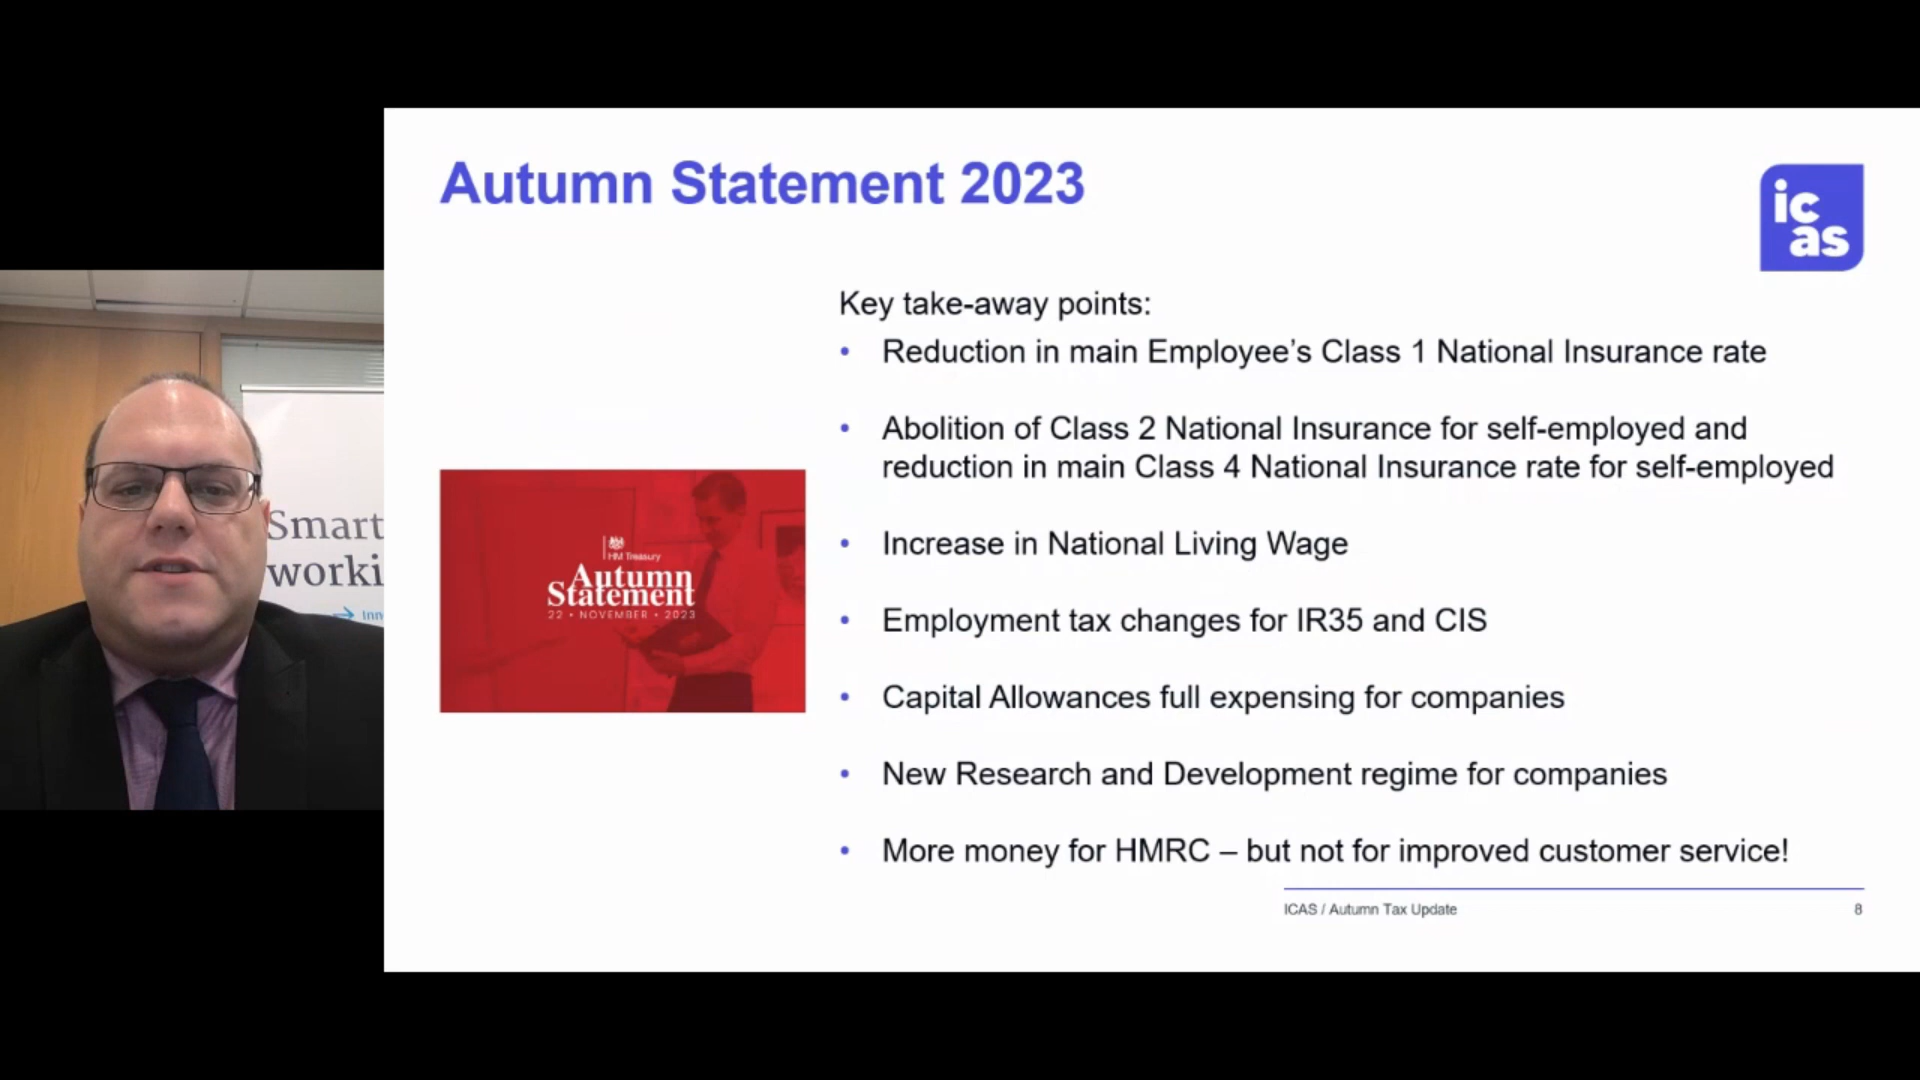 Autumn Statement 2023
ic
as
Key take-away points:
• Reduction in main Employee’s Class 1 National Insurance rate
• Abolition of Class 2 National Insurance for self-employed and
reduction in main Class 4 National Insurance rate for self-employed
• Increase in National Living Wage
• Employment tax changes for IR35 and CIS
• Capital Allowances full expensing for companies
• New Research and Development regime for companies
• More money for HMRC – but not for improved customer service!
HM Treasury
Autumn
Statement
22 • NOVEMBER • 2023
Smart
worki
Inn
ICAS / Autumn Tax Update
8